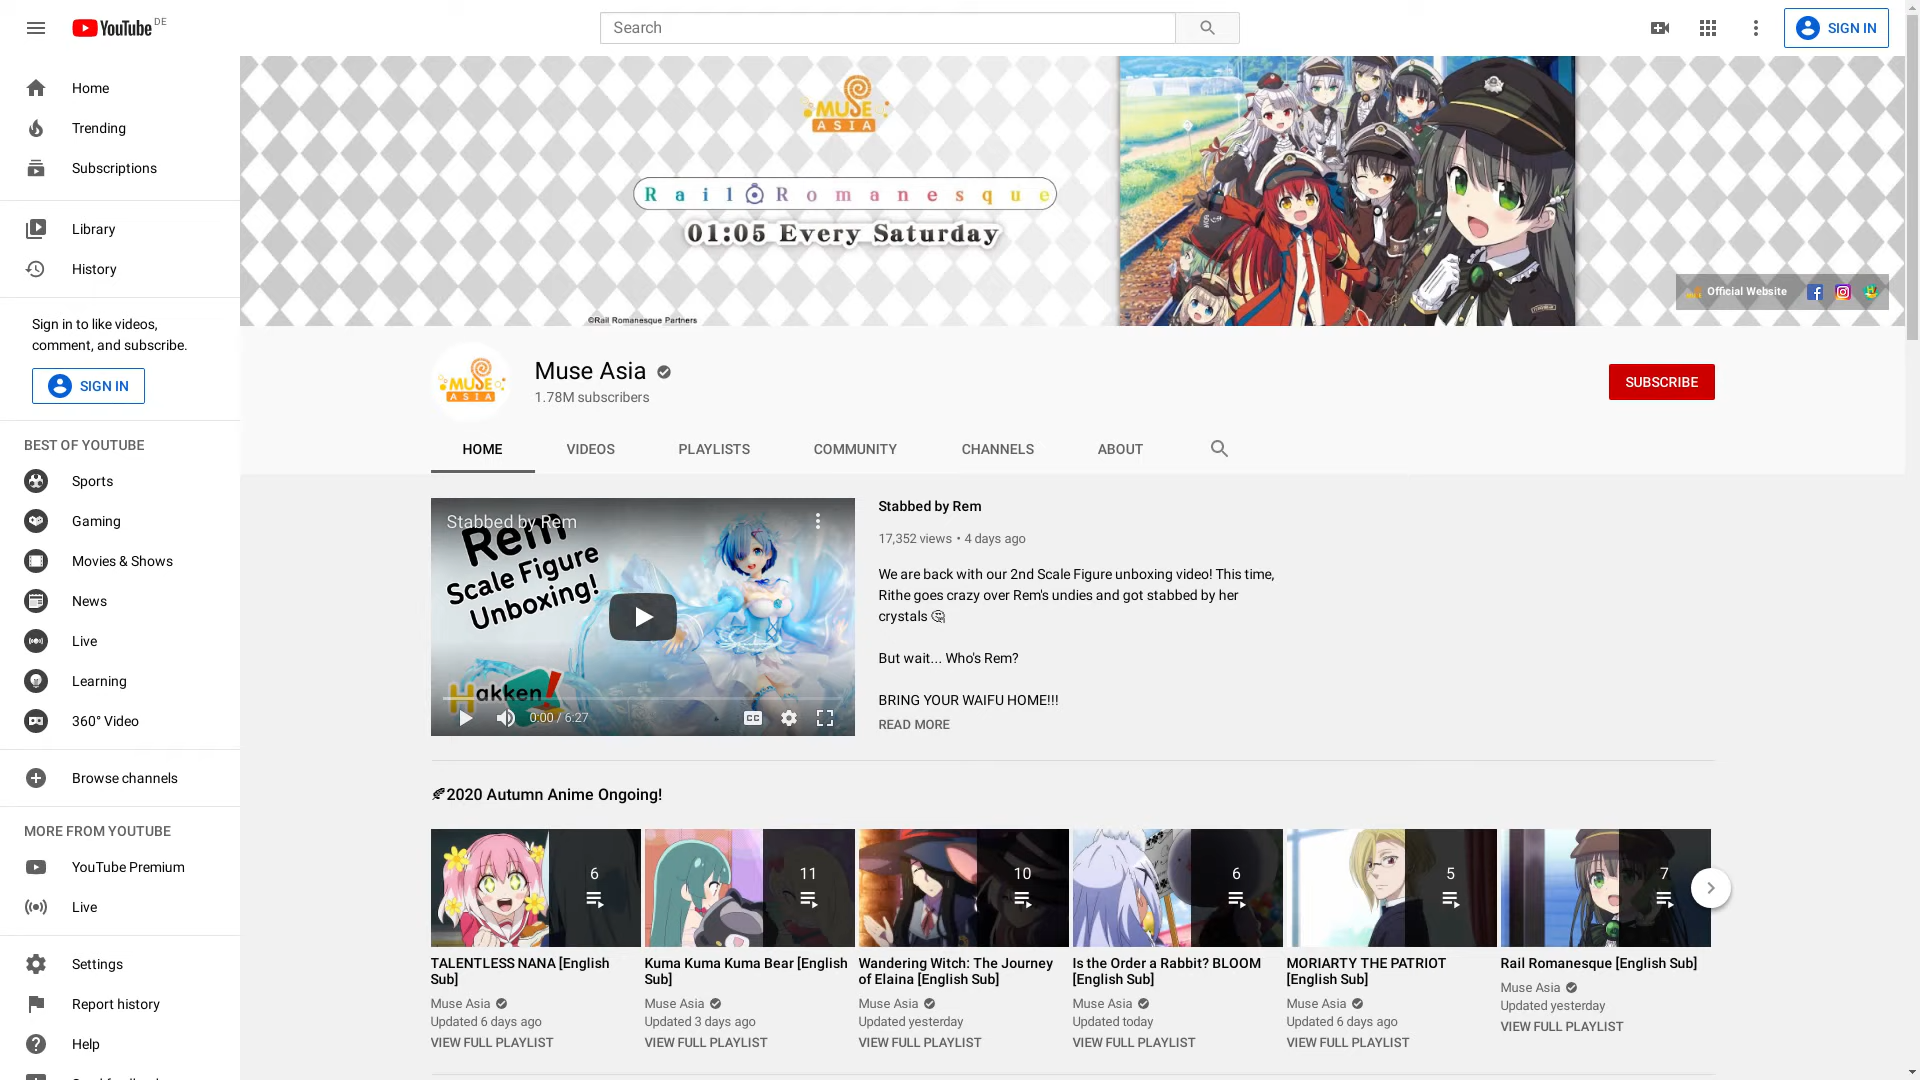 YouTube DE
Search
SIGN IN
Home
Trending
Subscriptions
Library
History
Sign in to like videos,
comment, and subscribe.
SIGN IN
BEST OF YOUTUBE
Sports
Gaming
Movies & Shows
News
Live
Learning
360° Video
Browse channels
MORE FROM YOUTUBE
YouTube Premium
Live
Settings
Report history
Help
MUSE
ASIA
Rail Romanesque
01:05 Every Saturday
©Rail Romanesque Partners
Official Website
MUSE
ASIA
Muse Asia
1.78M subscribers
SUBSCRIBE
HOME
VIDEOS
PLAYLISTS
COMMUNITY
CHANNELS
ABOUT
Stabbed by Rem
Rem
Scale Figure
Unboxing!
Hakken!
0:00 / 6:27
CC
Stabbed by Rem
17,352 views • 4 days ago
We are back with our 2nd Scale Figure unboxing video! This time,
Rithe goes crazy over Rem's undies and got stabbed by her
crystals 🤔
But wait... Who's Rem?
BRING YOUR WAIFU HOME!!!
READ MORE
🍂2020 Autumn Anime Ongoing!
6
11
10
6
5
7
TALENTLESS NANA [English
Sub]
Muse Asia
Updated 6 days ago
VIEW FULL PLAYLIST
Kuma Kuma Kuma Bear [English
Sub]
Muse Asia
Updated 3 days ago
VIEW FULL PLAYLIST
Wandering Witch: The Journey
of Elaina [English Sub]
Muse Asia
Updated yesterday
VIEW FULL PLAYLIST
Is the Order a Rabbit? BLOOM
[English Sub]
Muse Asia
Updated today
VIEW FULL PLAYLIST
MORIARTY THE PATRIOT
[English Sub]
Muse Asia
Updated 6 days ago
VIEW FULL PLAYLIST
Rail Romanesque [English Sub]
Muse Asia
Updated yesterday
VIEW FULL PLAYLIST